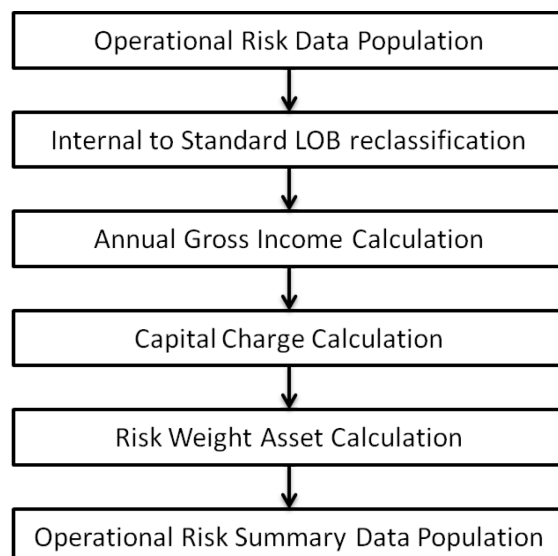 Operational Risk Data Population
Internal to Standard LOB reclassification
Annual Gross Income Calculation
Capital Charge Calculation
Risk Weight Asset Calculation
Operational Risk Summary Data Population